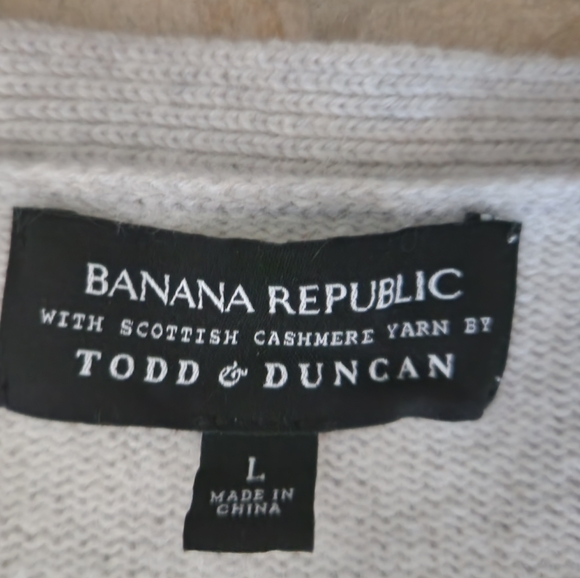 BANANA REPUBLIC
WITH SCOTTISH CASHMERE YARN BY
TODD & DUNCAN
L
MADE IN
CHINA